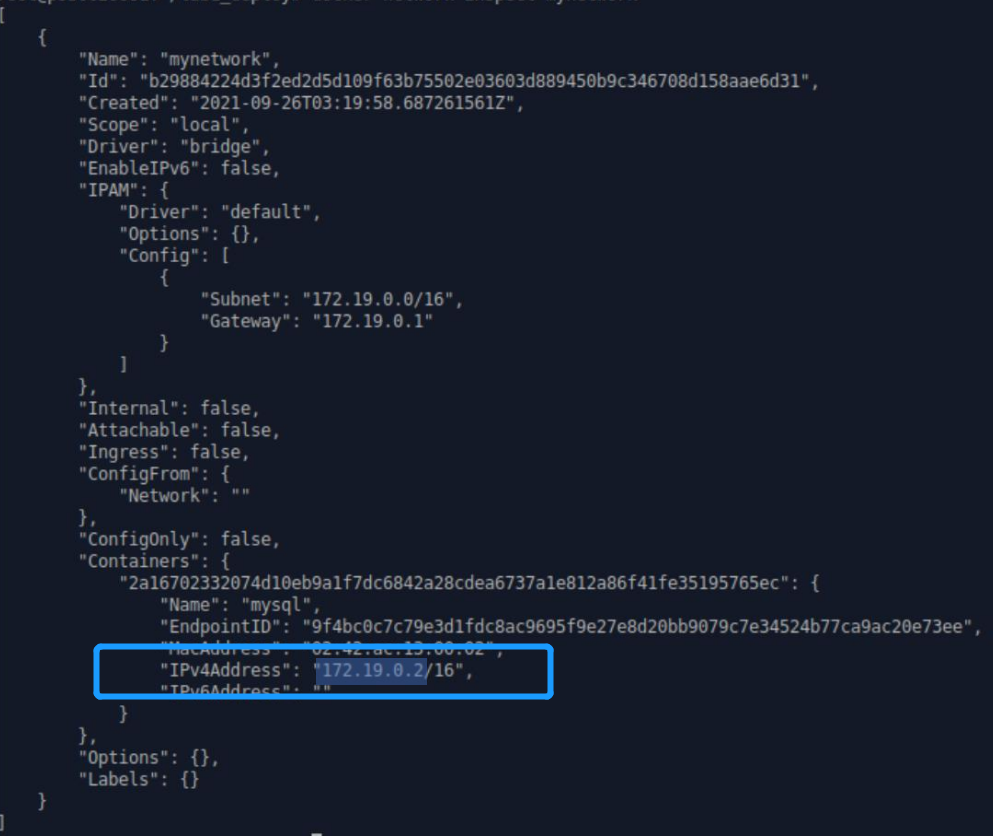 [
    {
        "Name": "mynetwork",
        "Id": "b29884224d3f2ed2d5d109f63b75502e03603d889450b9c346708d158aae6d31",
        "Created": "2021-09-26T03:19:58.687261561Z",
        "Scope": "local",
        "Driver": "bridge",
        "EnableIPv6": false,
        "IPAM": {
            "Driver": "default",
            "Options": {},
            "Config": [
                {
                    "Subnet": "172.19.0.0/16",
                    "Gateway": "172.19.0.1"
                }
            ]
        },
        "Internal": false,
        "Attachable": false,
        "Ingress": false,
        "ConfigFrom": {
            "Network": ""
        },
        "ConfigOnly": false,
        "Containers": {
            "2a16702332074d10eb9a1f7dc6842a28cdea6737a1e812a86f41fe35195765ec": {
                "Name": "mysql",
                "EndpointID": "9f4bc0c7c79e3d1fdc8ac9695f9e27e8d20bb9079c7e34524b77ca9ac20e73ee",
                "MacAddress": "02:42:ac:13:00:02",
                "IPv4Address": "172.19.0.2/16",
                "IPv6Address": ""
            }
        },
        "Options": {},
        "Labels": {}
    }
]